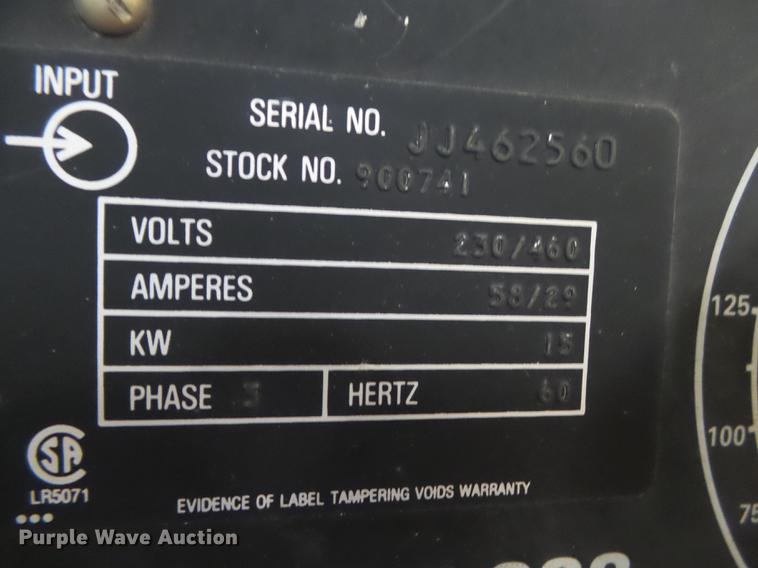 INPUT
SERIAL NO. JJ462560
STOCK NO. 900741
VOLTS 230/460
AMPERES 58/29
KW 15
PHASE 3 HERTZ 60
125
100
75
SA
LR5071
EVIDENCE OF LABEL TAMPERING VOIDS WARRANTY
Purple Wave Auction